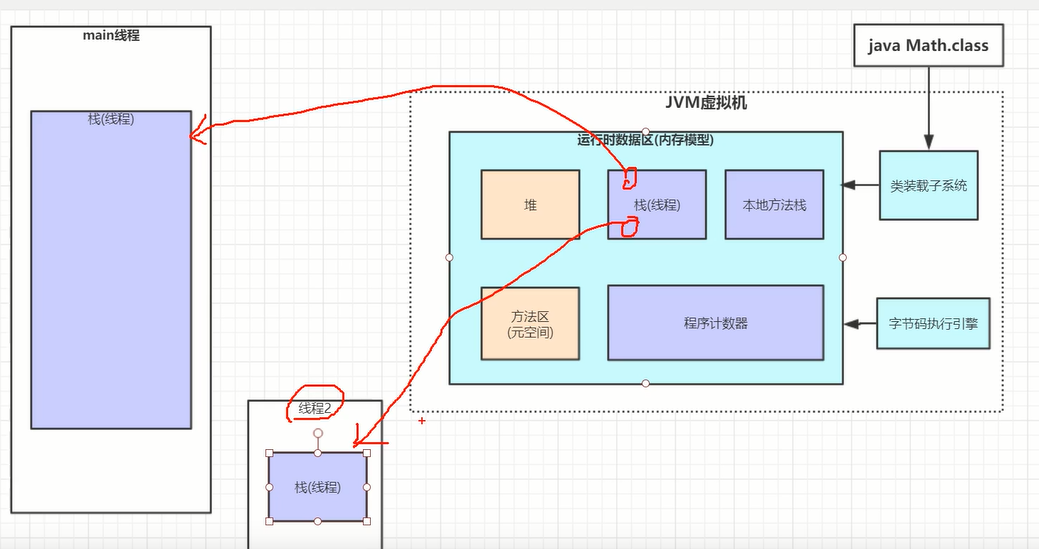 main线程
栈(线程)
java Math.class
JVM虚拟机
运行时数据区(内存模型)
堆
栈(线程)
本地方法栈
类装载子系统
方法区
(元空间)
程序计数器
字节码执行引擎
线程2
栈(线程)